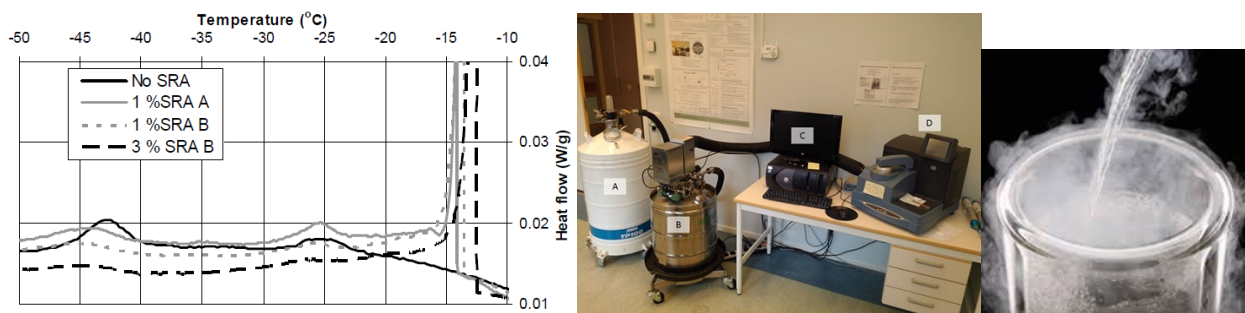 Temperature (°C)
-50 -45 -40 -35 -30 -25 -20 -15 -10
0.04
No SRA
1 %SRA A
1 %SRA B
3 % SRA B
0.03
0.02
0.01
Heat flow (W/g)
A
B
C
D